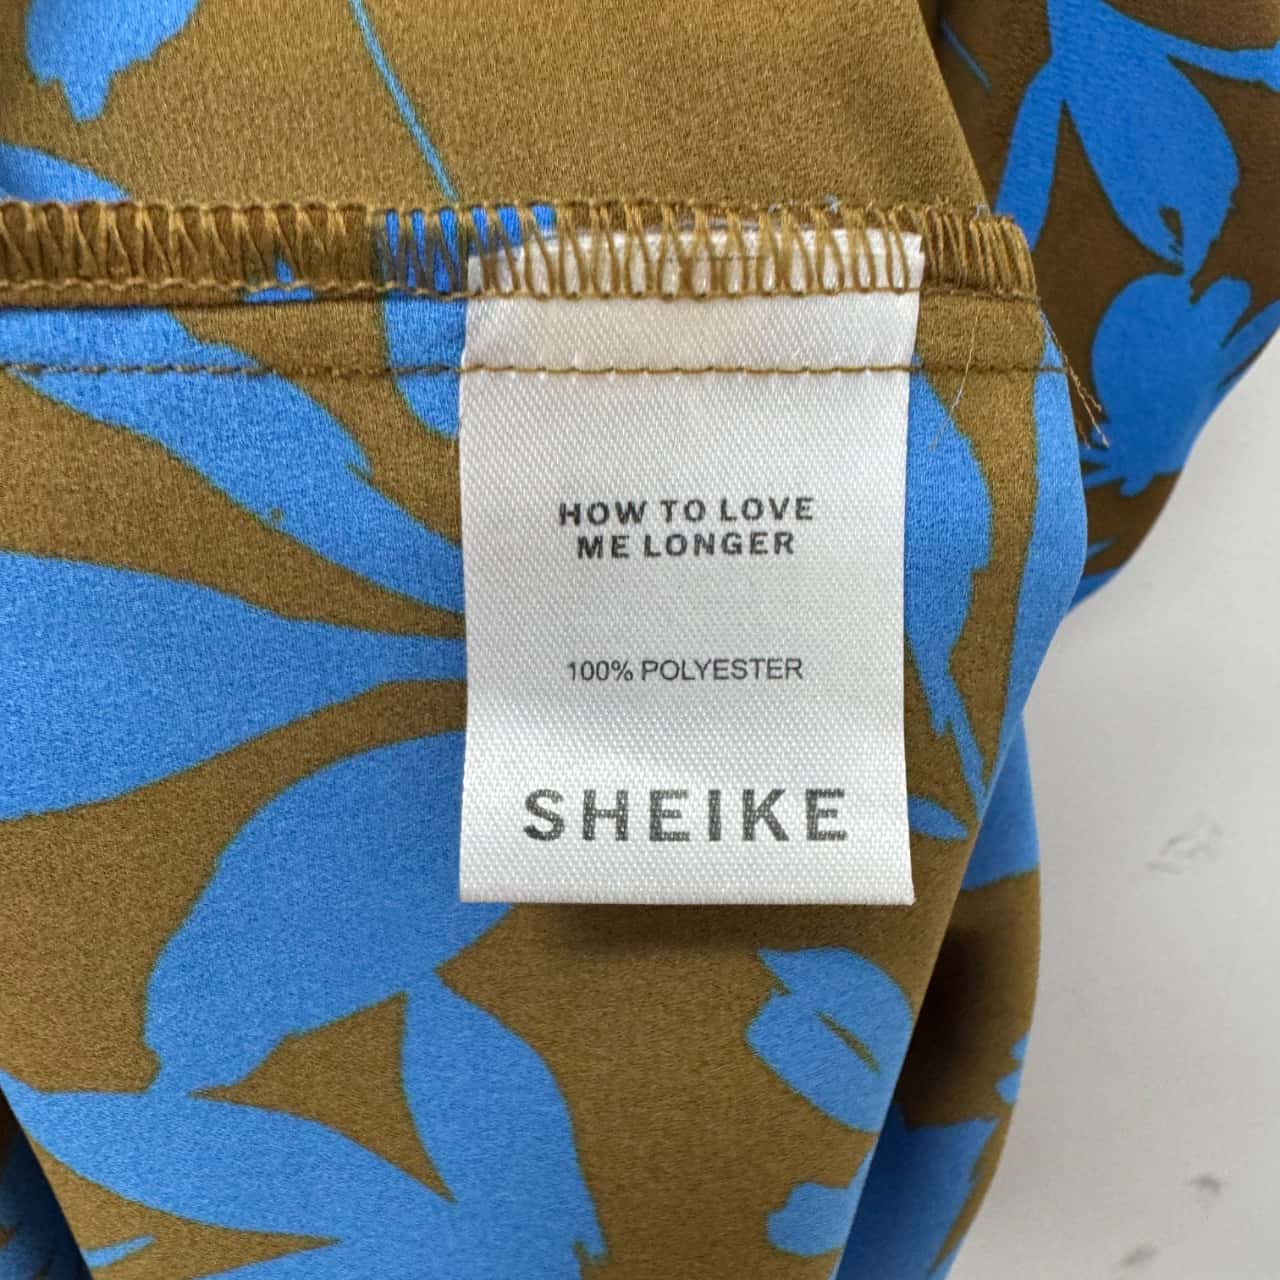 HOW TO LOVE
ME LONGER
100% POLYESTER
SHEIKE